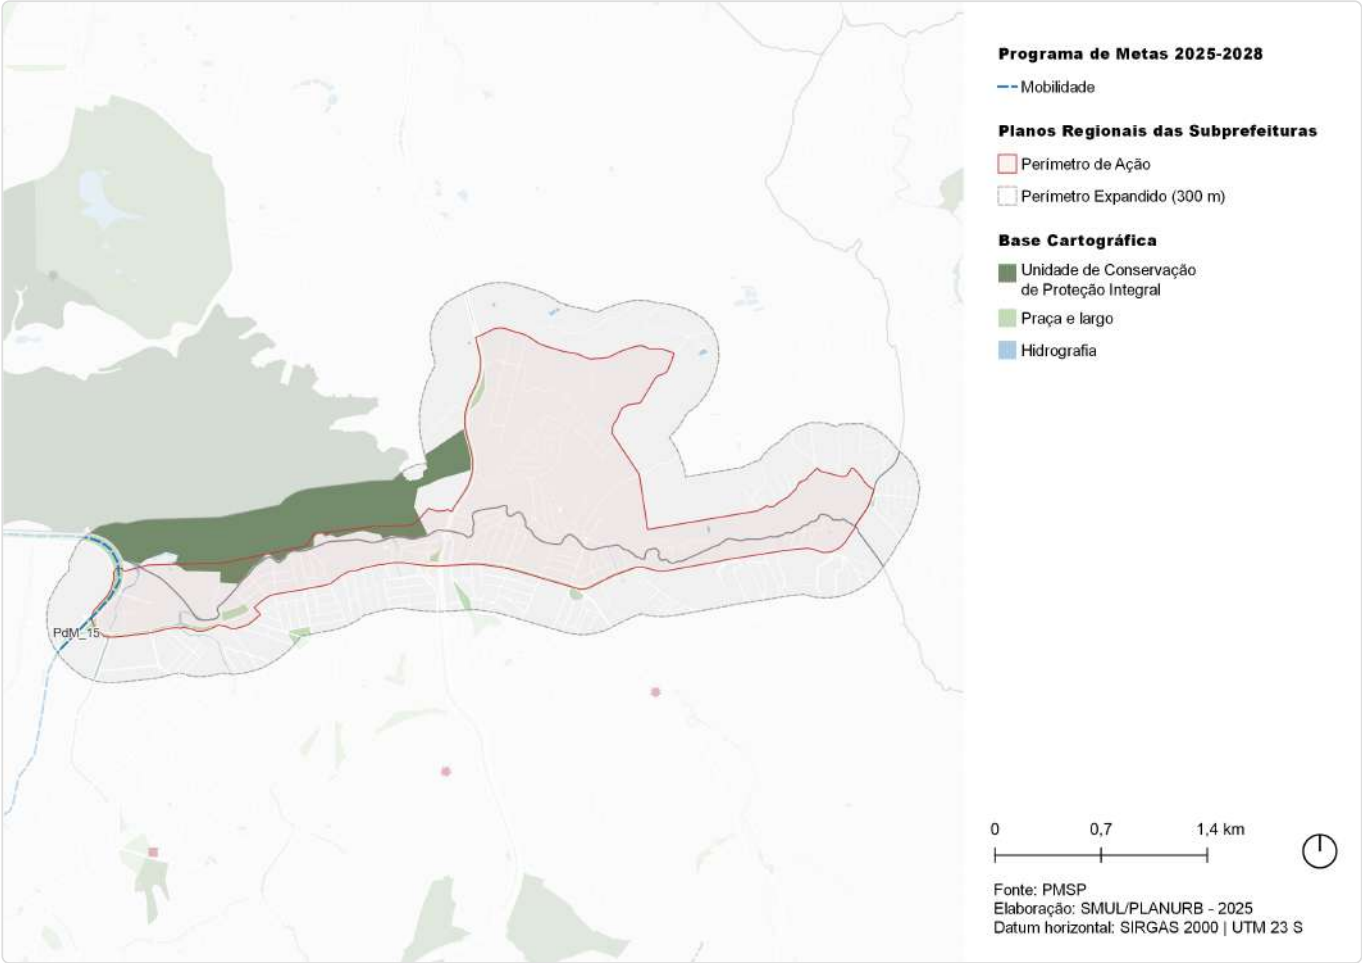 Programa de Metas 2025-2028
Mobilidade
Planos Regionais das Subprefeituras
Perímetro de Ação
Perímetro Expandido (300 m)
Base Cartográfica
Unidade de Conservação
de Proteção Integral
Praça e largo
Hidrografia
PdM_15
0 0,7 1,4 km
Fonte: PMSP
Elaboração: SMUL/PLANURB - 2025
Datum horizontal: SIRGAS 2000 | UTM 23 S